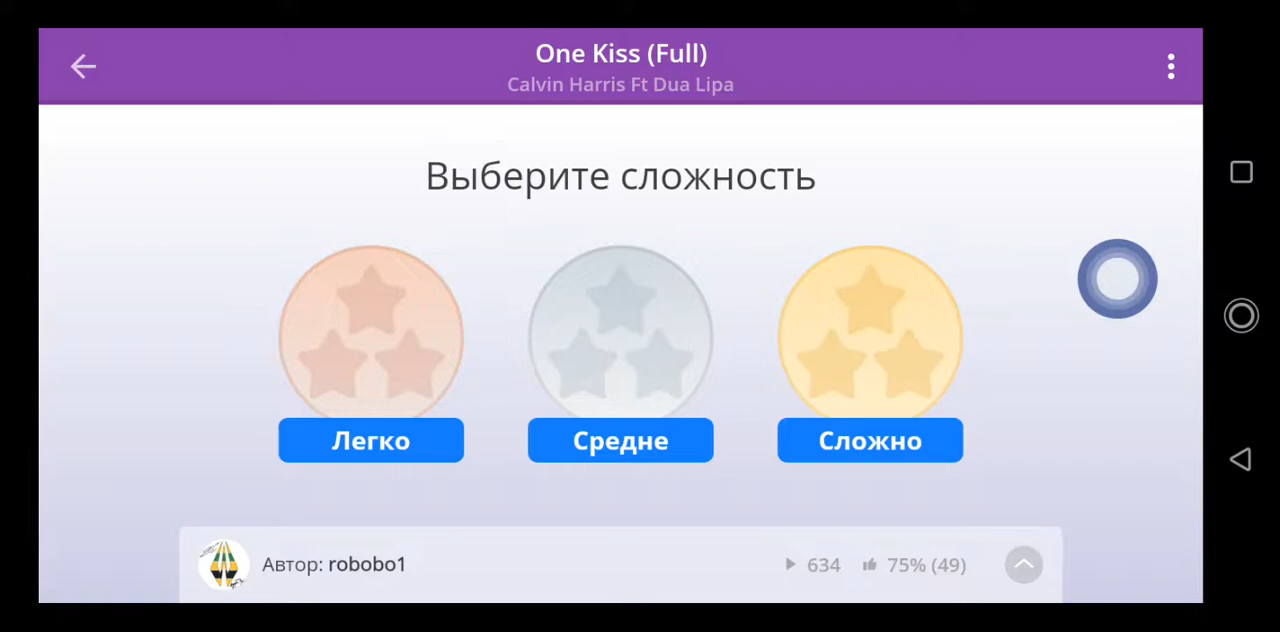 One Kiss (Full)
Calvin Harris Ft Dua Lipa
Выберите сложность
Легко
Средне
Сложно
Автор: robobo1
634
75% (49)